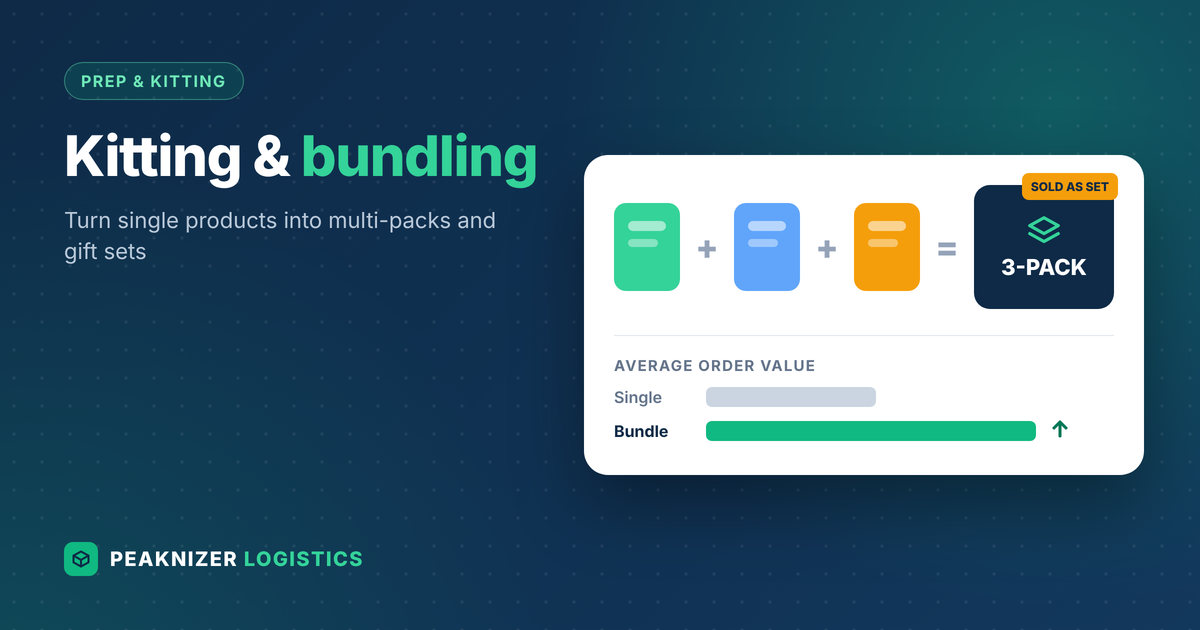 PREP & KITTING
Kitting & bundling
Turn single products into multi-packs and
gift sets
SOLD AS SET
+ + =
3-PACK
AVERAGE ORDER VALUE
Single
Bundle
PEAKNIZER LOGISTICS